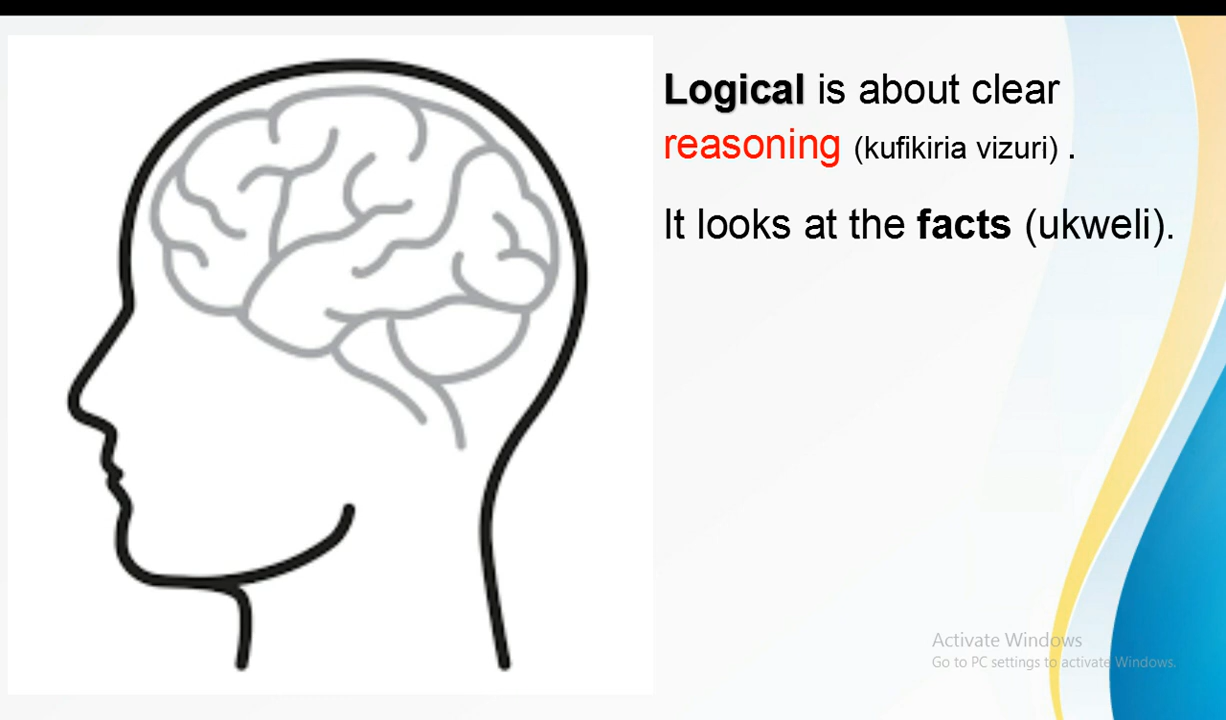 Logical is about clear
reasoning (kufikiria vizuri) .
It looks at the facts (ukweli).
Activate Windows
Go to PC settings to activate Windows.